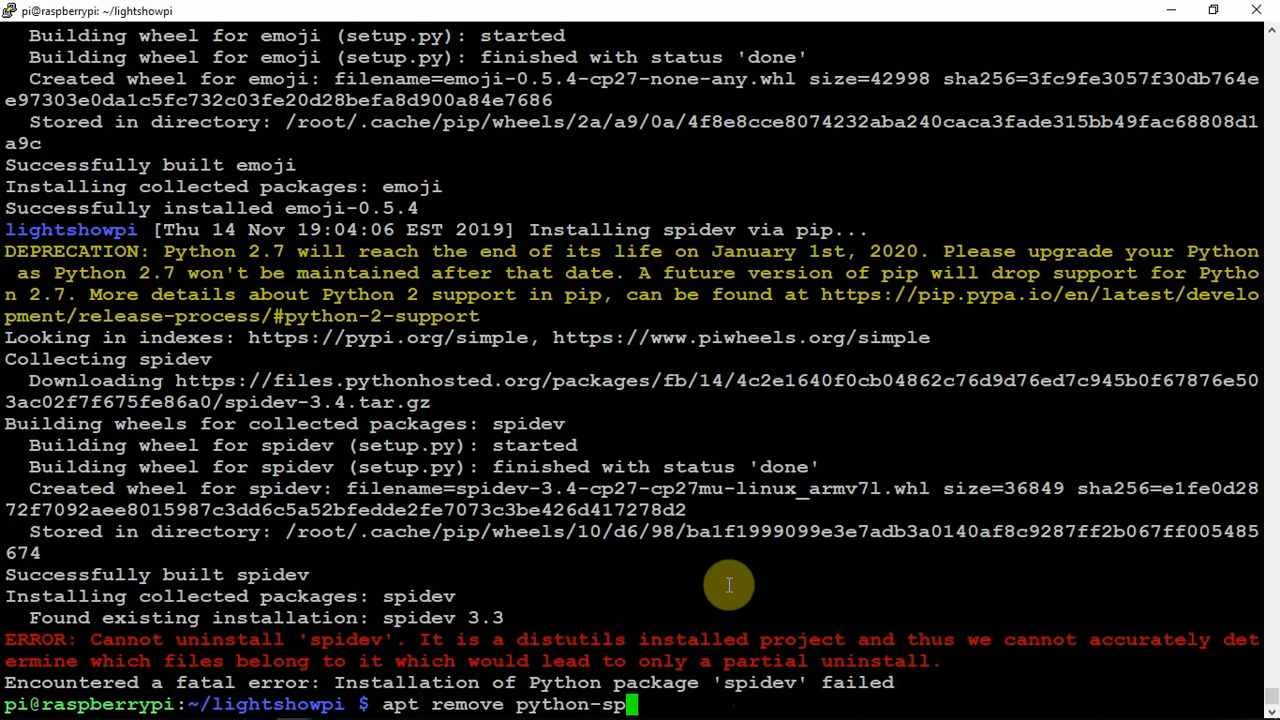 pi@raspberrypi: ~/lightshowpi
Building wheel for emoji (setup.py): started
Building wheel for emoji (setup.py): finished with status 'done'
Created wheel for emoji: filename=emoji-0.5.4-cp27-none-any.whl size=42998 sha256=3fc9fe3057f30db764e
e97303e0da1c5fc732c03fe20d28befa8d900a84e7686
Stored in directory: /root/.cache/pip/wheels/2a/a9/0a/4f8e8cce8074232aba240caca3fade315bb49fac68808d1
a9c
Successfully built emoji
Installing collected packages: emoji
Successfully installed emoji-0.5.4
lightshowpi [Thu 14 Nov 19:04:06 EST 2019] Installing spidev via pip...
DEPRECATION: Python 2.7 will reach the end of its life on January 1st, 2020. Please upgrade your Python
as Python 2.7 won't be maintained after that date. A future version of pip will drop support for Pytho
n 2.7. More details about Python 2 support in pip, can be found at https://pip.pypa.io/en/latest/develo
pment/release-process/#python-2-support
Looking in indexes: https://pypi.org/simple, https://www.piwheels.org/simple
Collecting spidev
Downloading https://files.pythonhosted.org/packages/fb/14/4c2e1640f0cb04862c76d9d76ed7c945b0f67876e50
3ac02f7f675fe86a0/spidev-3.4.tar.gz
Building wheels for collected packages: spidev
Building wheel for spidev (setup.py): started
Building wheel for spidev (setup.py): finished with status 'done'
Created wheel for spidev: filename=spidev-3.4-cp27-cp27mu-linux_armv7l.whl size=36849 sha256=e1fe0d28
72f7092aee8015987c3dd6c5a52bfedde2fe7073c3be426d417278d2
Stored in directory: /root/.cache/pip/wheels/10/d6/98/ba1f1999099e3e7adb3a0140af8c9287ff2b067ff005485
674
Successfully built spidev
Installing collected packages: spidev
Found existing installation: spidev 3.3
ERROR: Cannot uninstall 'spidev'. It is a distutils installed project and thus we cannot accurately det
ermine which files belong to it which would lead to only a partial uninstall.
Encountered a fatal error: Installation of Python package 'spidev' failed
pi@raspberrypi:~/lightshowpi $ apt remove python-sp